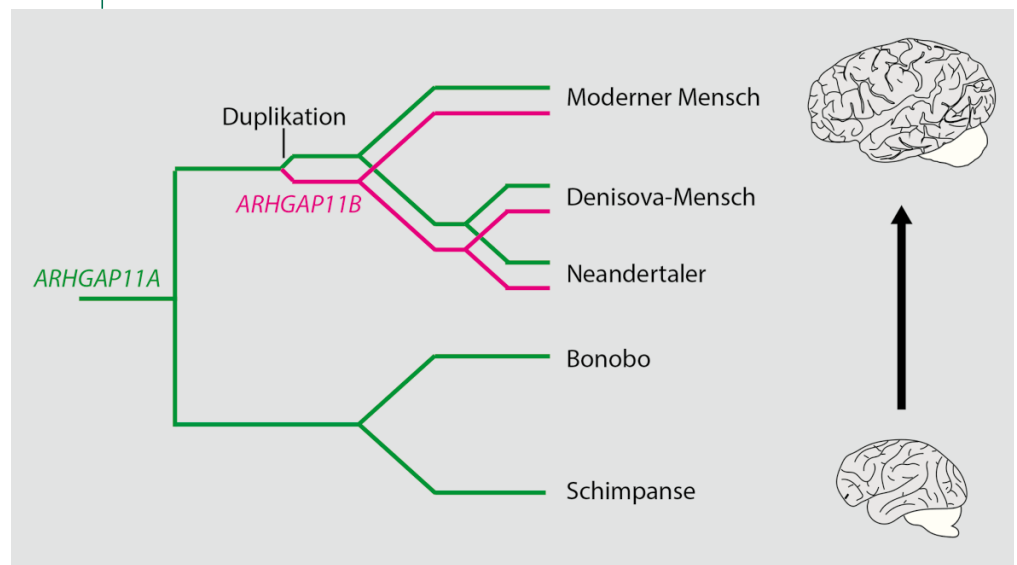 Duplikation
ARHGAP11B
ARHGAP11A
Moderner Mensch
Denisova-Mensch
Neandertaler
Bonobo
Schimpanse